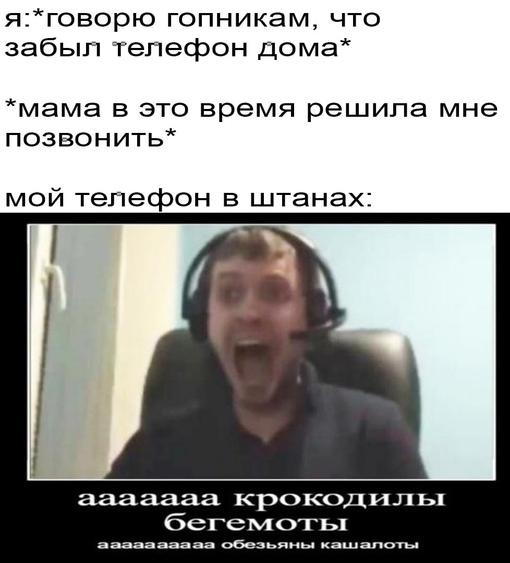 я:*говорю гопникам, что
забыл телефон дома*
*мама в это время решила мне
позвонить*
мой телефон в штанах:
ааааааа крокодилы
бегемоты
аааааааааа обезьяны кашалоты